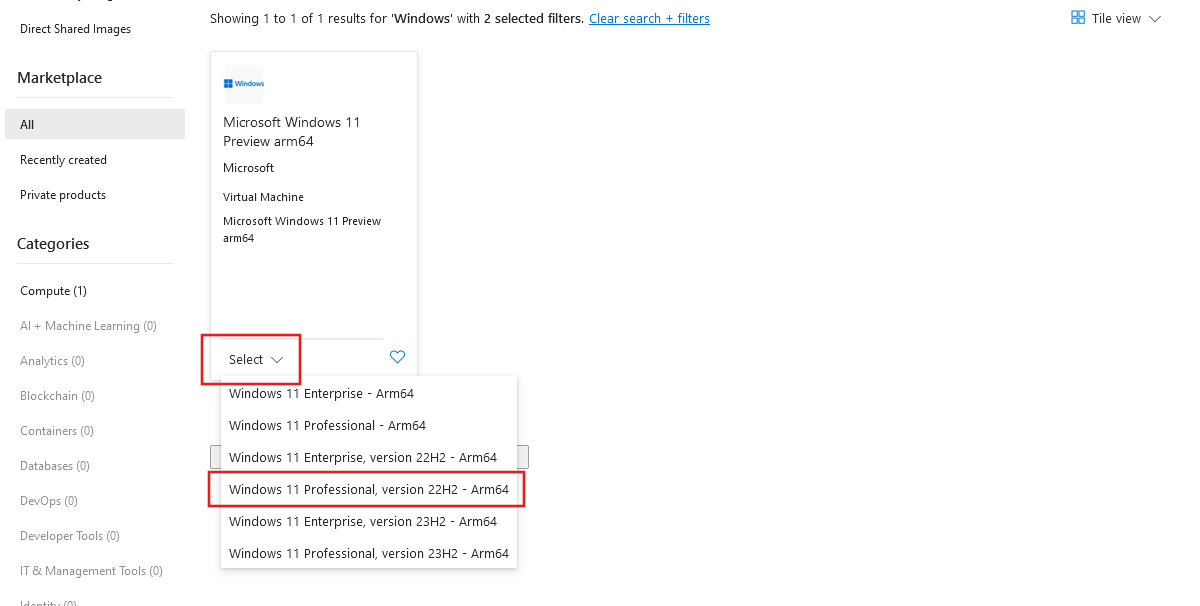 Direct Shared Images
Marketplace
All
Recently created
Private products
Categories
Compute (1)
AI + Machine Learning (0)
Analytics (0)
Blockchain (0)
Containers (0)
Databases (0)
DevOps (0)
Developer Tools (0)
IT & Management Tools (0)
Identity (0)
Showing 1 to 1 of 1 results for 'Windows' with 2 selected filters. Clear search + filters
Tile view
Windows
Microsoft Windows 11
Preview arm64
Microsoft
Virtual Machine
Microsoft Windows 11 Preview
arm64
Select
Windows 11 Enterprise - Arm64
Windows 11 Professional - Arm64
Windows 11 Enterprise, version 22H2 - Arm64
Windows 11 Professional, version 22H2 - Arm64
Windows 11 Enterprise, version 23H2 - Arm64
Windows 11 Professional, version 23H2 - Arm64